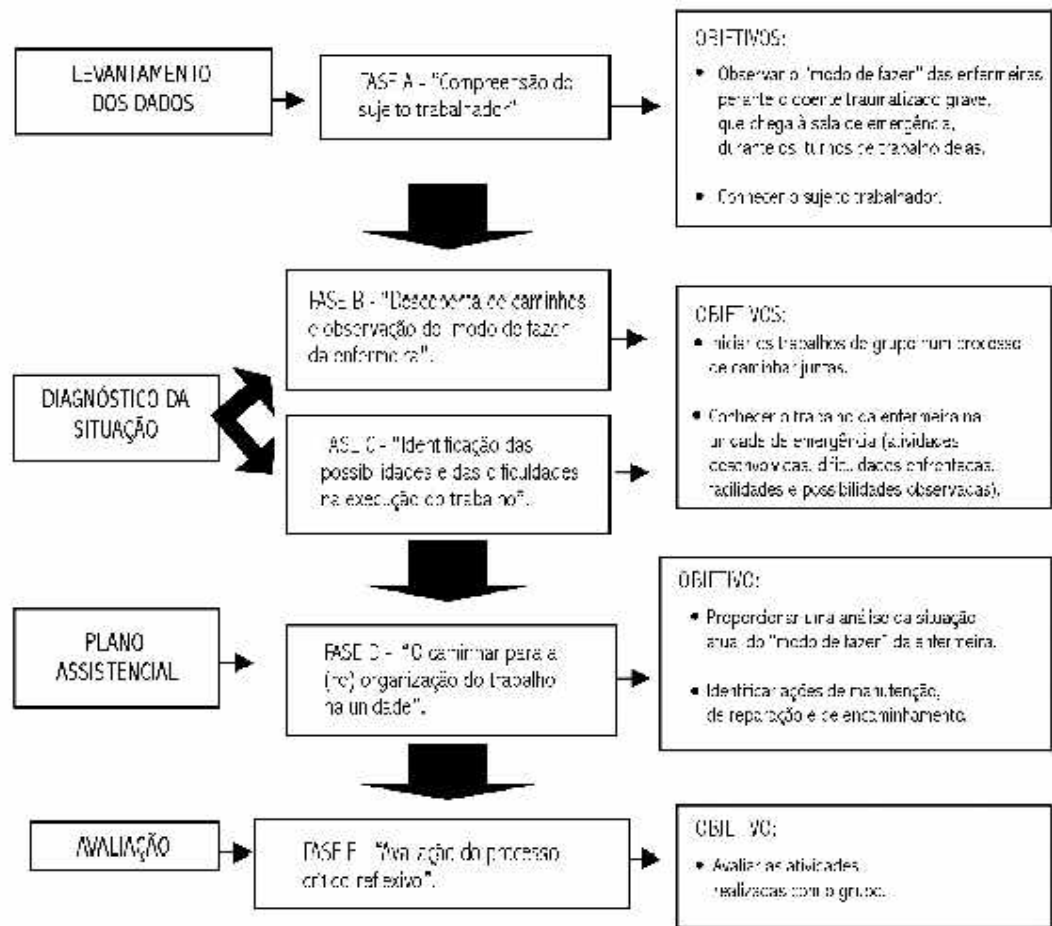 LEVANTAMENTO
DOS DADOS
FASE A - "Compreensão do
sujeito trabalhador"
OBJETIVOS:
• Observar o "modo de fazer" das enfermeiras
perante o doente traumatizado grave,
que chega à sala de emergência,
durante os turnos de trabalho delas.
• Conhecer o sujeito trabalhador.
DIAGNÓSTICO DA
SITUAÇÃO
FASE B - "Descoberta de caminhos
e observação do modo de fazer
da enfermeira".
FASE C - "Identificação das
possibilidades e das dificuldades
na execução do trabalho".
OBJETIVOS:
• Iniciar os trabalhos de grupo num processo
de caminhar juntas.
• Conhecer o trabalho da enfermeira na
unidade de emergência (atividades
desenvolvidas, dificuldades enfrentadas,
facilidades e possibilidades observadas).
PLANO
ASSISTENCIAL
FASE D - "O caminhar para a
(re) organização do trabalho
na unidade".
OBJETIVO:
• Proporcionar uma análise da situação
atual do "modo de fazer" da enfermeira.
• Identificar ações de manutenção,
de reparação e de encaminhamento.
AVALIAÇÃO
FASE E - "Avaliação do processo
crítico reflexivo".
OBJETIVO:
• Avaliar as atividades
realizadas com o grupo.